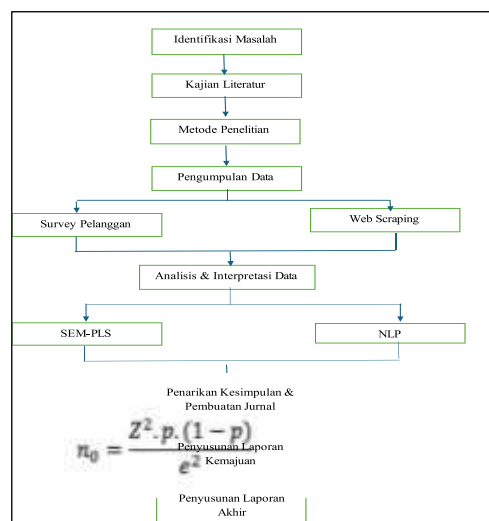 Identifikasi Masalah
Kajian Literatur
Metode Penelitian
Pengumpulan Data
Survey Pelanggan
Web Scraping
Analisis & Interpretasi Data
SEM-PLS
NLP
Penarikan Kesimpulan &
Pembuatan Jurnal
n₀ = Z². p. (1 − p) / e²
Penyusunan Laporan
Kemajuan
Penyusunan Laporan
Akhir